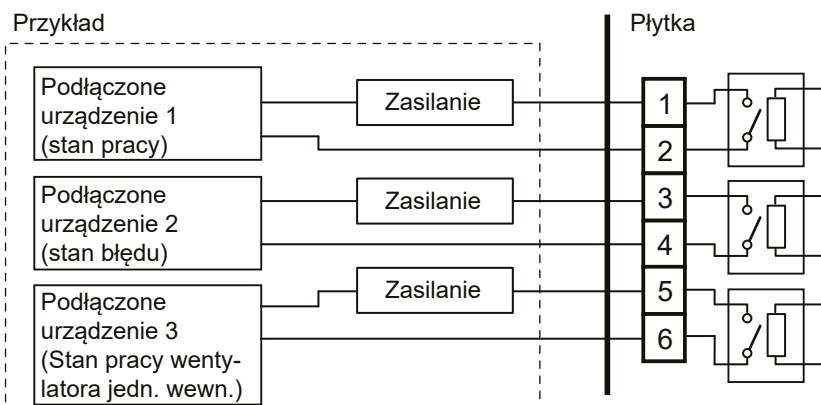 Przykład
Płytka
Podłączone
urządzenie 1
(stan pracy)
Zasilanie
1
2
Podłączone
urządzenie 2
(stan błędu)
Zasilanie
3
4
Podłączone
urządzenie 3
(Stan pracy wenty-
latora jedn. wewn.)
Zasilanie
5
6